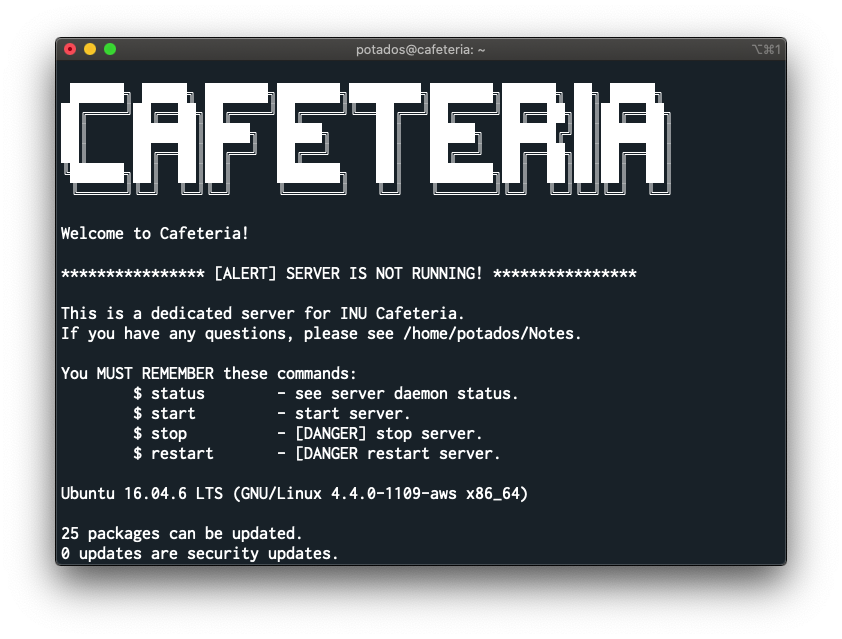 potados@cafeteria: ~
⌥⌘1
CAFETERIA
Welcome to Cafeteria!
**************** [ALERT] SERVER IS NOT RUNNING! ****************
This is a dedicated server for INU Cafeteria.
If you have any questions, please see /home/potados/Notes.
You MUST REMEMBER these commands:
$ status - see server daemon status.
$ start - start server.
$ stop - [DANGER] stop server.
$ restart - [DANGER restart server.
Ubuntu 16.04.6 LTS (GNU/Linux 4.4.0-1109-aws x86_64)
25 packages can be updated.
0 updates are security updates.